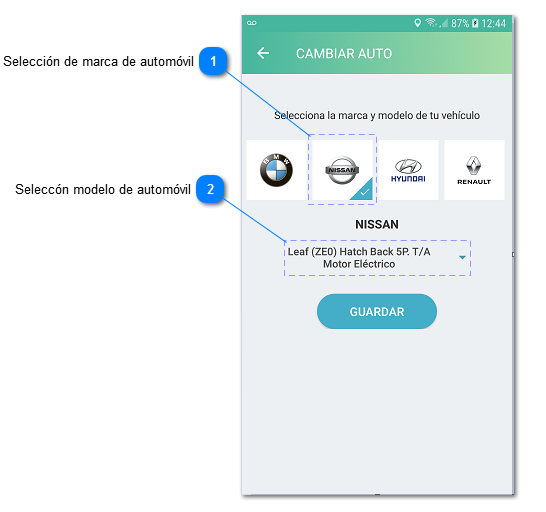 87% 12:44
CAMBIAR AUTO
Selección de marca de automóvil 1
Selecciona la marca y modelo de tu vehículo
BMW NISSAN HYUNDAI RENAULT
Seleccón modelo de automóvil 2
NISSAN
Leaf (ZE0) Hatch Back 5P. T/A
Motor Eléctrico
GUARDAR